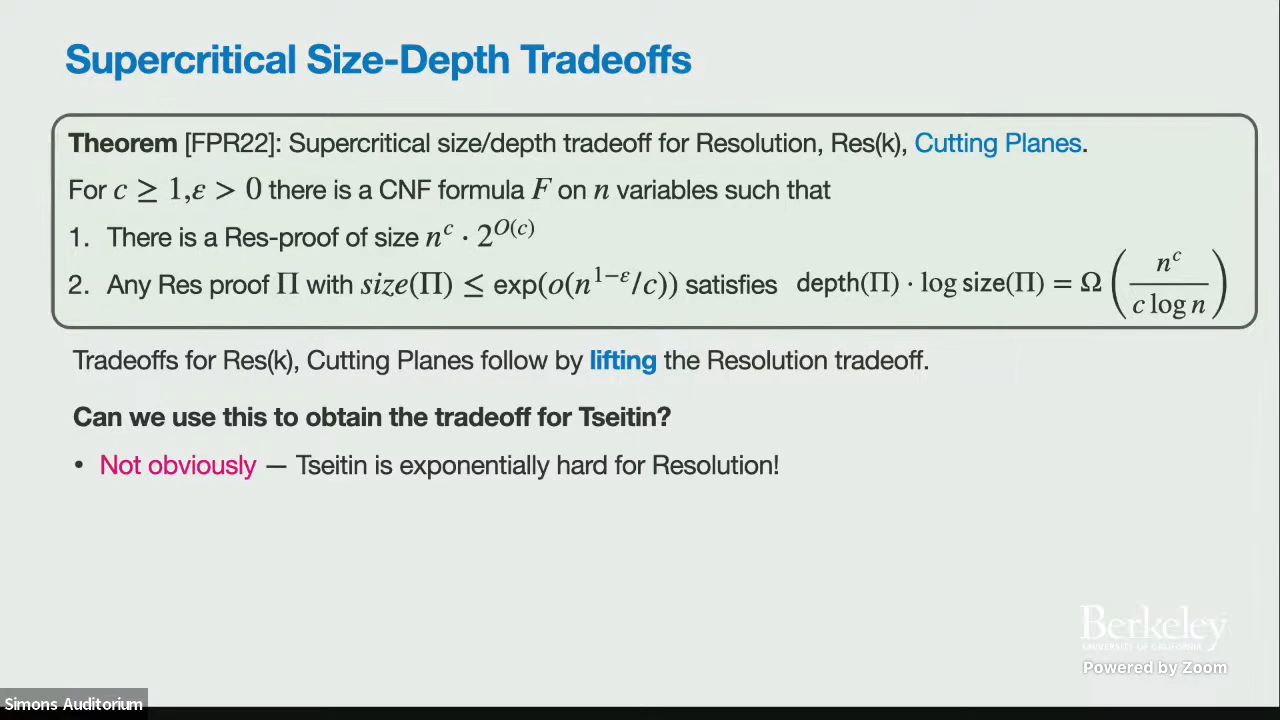 Supercritical Size-Depth Tradeoffs
Theorem [FPR22]: Supercritical size/depth tradeoff for Resolution, Res(k), Cutting Planes.
For c ≥ 1,ε > 0 there is a CNF formula F on n variables such that
1. There is a Res-proof of size n^c · 2^{O(c)}
2. Any Res proof Π with size(Π) ≤ exp(o(n^{1−ε}/c)) satisfies depth(Π) · log size(Π) = Ω(n^c / (c log n))
Tradeoffs for Res(k), Cutting Planes follow by lifting the Resolution tradeoff.
Can we use this to obtain the tradeoff for Tseitin?
• Not obviously — Tseitin is exponentially hard for Resolution!
Berkeley
UNIVERSITY OF CALIFORNIA
Powered by Zoom
Simons Auditorium